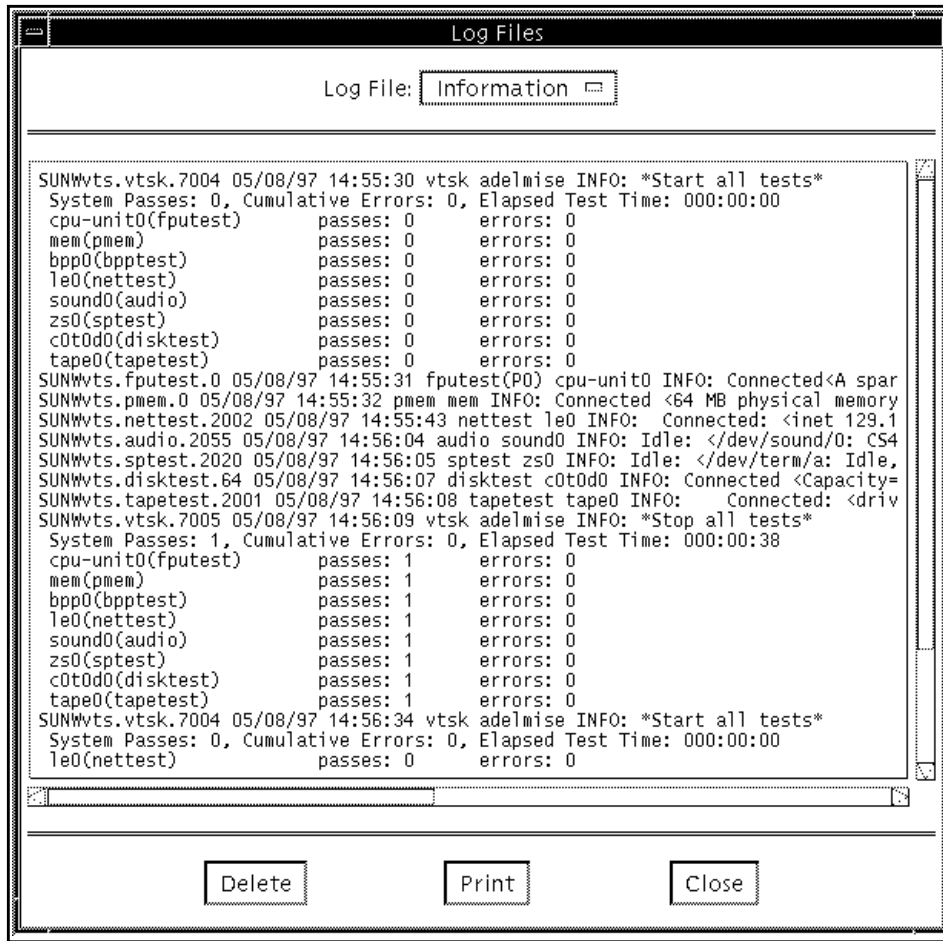 Log Files
Log File: Information
SUNWvts.vtsk.7004 05/08/97 14:55:30 vtsk adelmise INFO: *Start all tests*
System Passes: 0, Cumulative Errors: 0, Elapsed Test Time: 000:00:00
cpu-unit0(fputest) passes: 0 errors: 0
mem(pmem) passes: 0 errors: 0
bpp0(bpptest) passes: 0 errors: 0
le0(nettest) passes: 0 errors: 0
sound0(audio) passes: 0 errors: 0
zs0(sptest) passes: 0 errors: 0
c0t0d0(disktest) passes: 0 errors: 0
tape0(tapetest) passes: 0 errors: 0
SUNWvts.fputest.0 05/08/97 14:55:31 fputest(P0) cpu-unit0 INFO: Connected<A spar
SUNWvts.pmem.0 05/08/97 14:55:32 pmem mem INFO: Connected <64 MB physical memory
SUNWvts.nettest.2002 05/08/97 14:55:43 nettest le0 INFO: Connected: <inet 129.1
SUNWvts.audio.2055 05/08/97 14:56:04 audio sound0 INFO: Idle: </dev/sound/0: CS4
SUNWvts.sptest.2020 05/08/97 14:56:05 sptest zs0 INFO: Idle: </dev/term/a: Idle,
SUNWvts.disktest.64 05/08/97 14:56:07 disktest c0t0d0 INFO: Connected <Capacity=
SUNWvts.tapetest.2001 05/08/97 14:56:08 tapetest tape0 INFO: Connected: <driv
SUNWvts.vtsk.7005 05/08/97 14:56:09 vtsk adelmise INFO: *Stop all tests*
System Passes: 1, Cumulative Errors: 0, Elapsed Test Time: 000:00:38
cpu-unit0(fputest) passes: 1 errors: 0
mem(pmem) passes: 1 errors: 0
bpp0(bpptest) passes: 1 errors: 0
le0(nettest) passes: 1 errors: 0
sound0(audio) passes: 1 errors: 0
zs0(sptest) passes: 1 errors: 0
c0t0d0(disktest) passes: 1 errors: 0
tape0(tapetest) passes: 1 errors: 0
SUNWvts.vtsk.7004 05/08/97 14:56:34 vtsk adelmise INFO: *Start all tests*
System Passes: 0, Cumulative Errors: 0, Elapsed Test Time: 000:00:00
le0(nettest) passes: 0 errors: 0
Delete Print Close